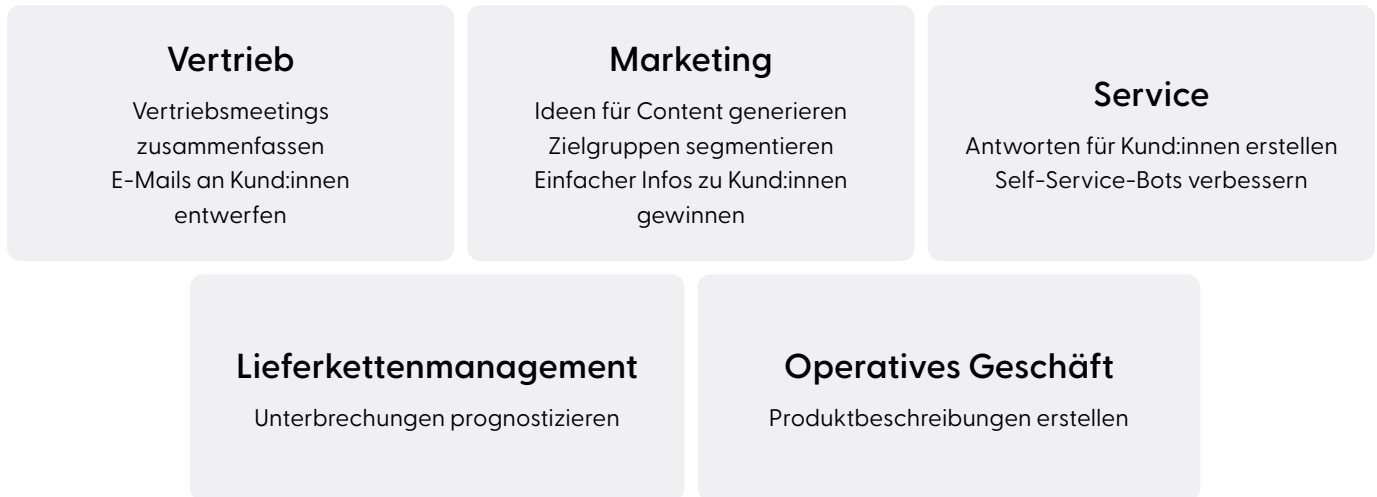 Vertrieb
Vertriebsmeetings
zusammenfassen
E-Mails an Kund:innen
entwerfen
Marketing
Ideen für Content generieren
Zielgruppen segmentieren
Einfacher Infos zu Kund:innen
gewinnen
Service
Antworten für Kund:innen erstellen
Self-Service-Bots verbessern
Lieferkettenmanagement
Unterbrechungen prognostizieren
Operatives Geschäft
Produktbeschreibungen erstellen